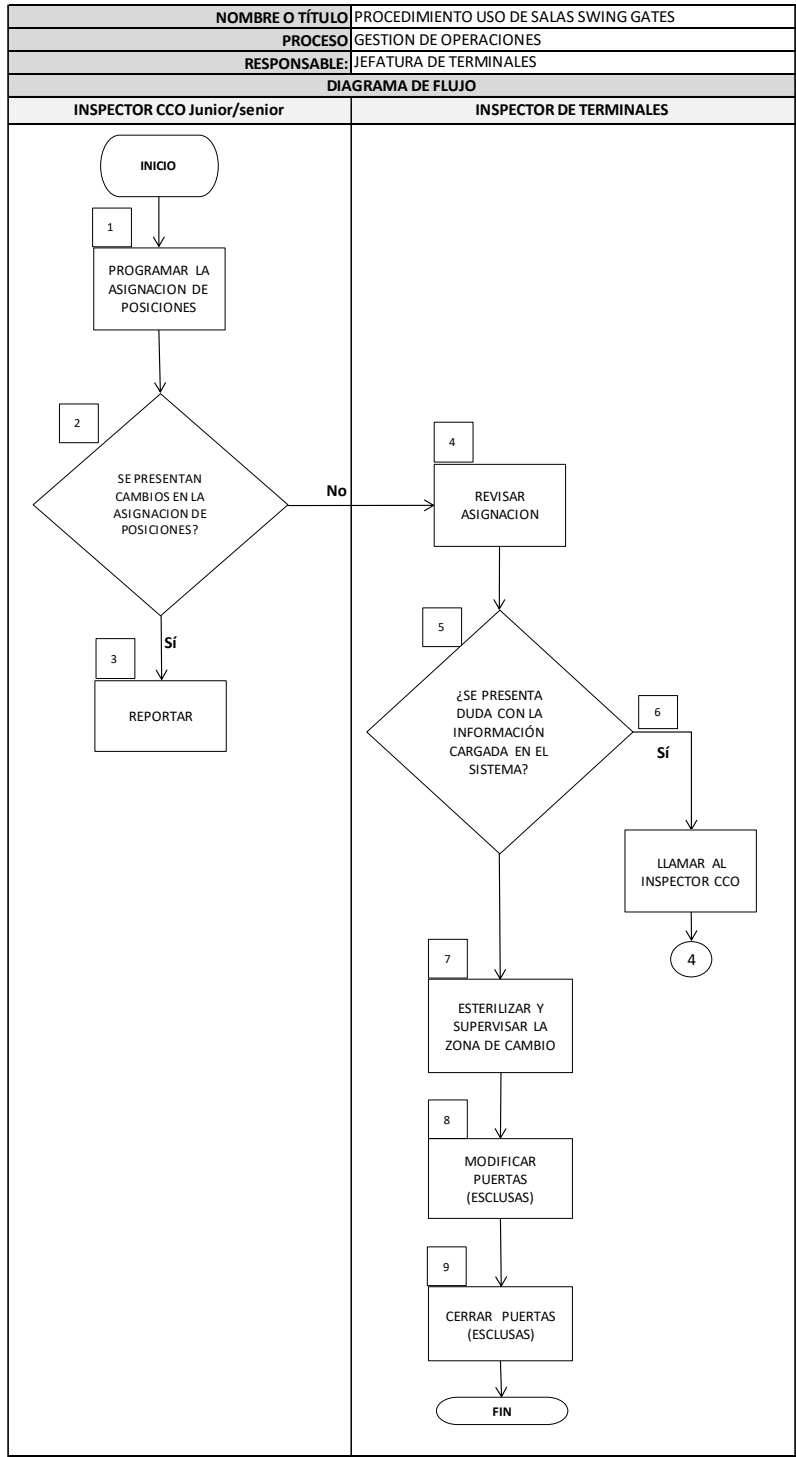 NOMBRE O TÍTULO PROCEDIMIENTO USO DE SALAS SWING GATES
PROCESO GESTION DE OPERACIONES
RESPONSABLE: JEFATURA DE TERMINALES
DIAGRAMA DE FLUJO
INSPECTOR CCO Junior/senior
INSPECTOR DE TERMINALES
INICIO
1
PROGRAMAR LA
ASIGNACION DE
POSICIONES
2
SE PRESENTAN
CAMBIOS EN LA
ASIGNACION DE
POSICIONES?
No
Sí
3
REPORTAR
4
REVISAR
ASIGNACION
5
¿SE PRESENTA
DUDA CON LA
INFORMACIÓN
CARGADA EN EL
SISTEMA?
6
Sí
LLAMAR AL
INSPECTOR CCO
4
7
ESTERILIZAR Y
SUPERVISAR LA
ZONA DE CAMBIO
8
MODIFICAR
PUERTAS
(ESCLUSAS)
9
CERRAR PUERTAS
(ESCLUSAS)
FIN